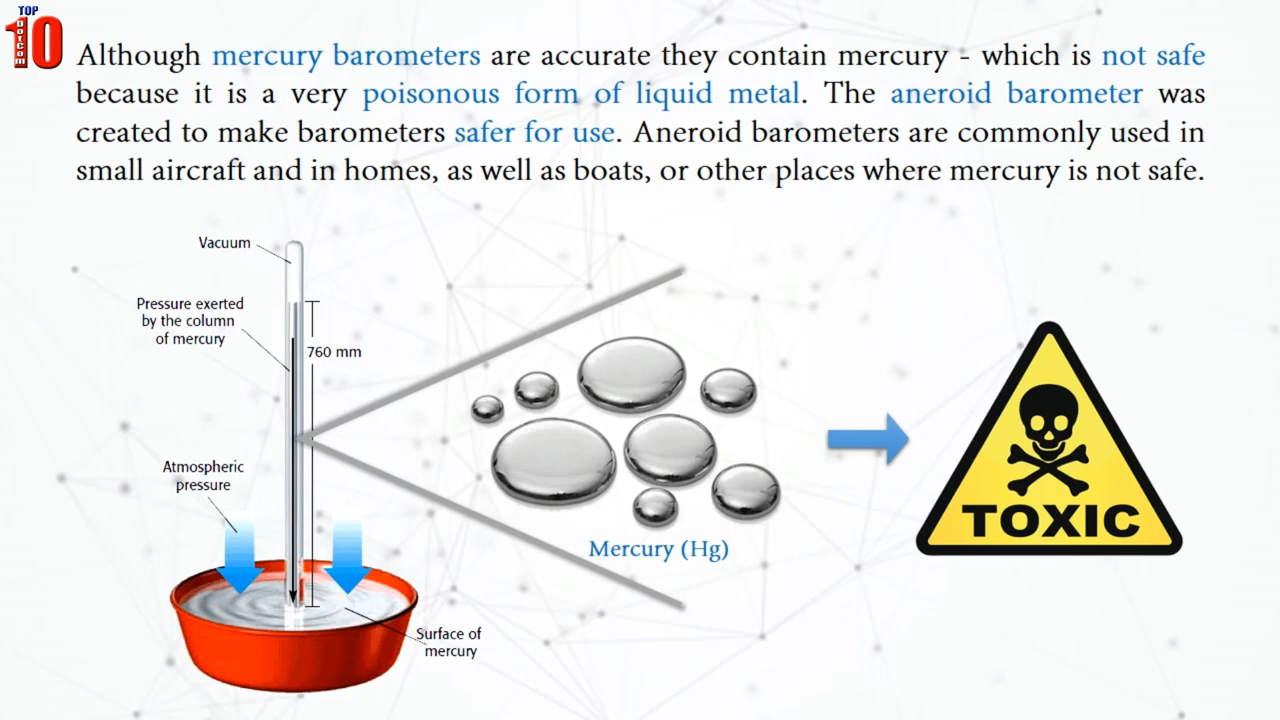 TOP
10
DOTCOM
Although mercury barometers are accurate they contain mercury - which is not safe
because it is a very poisonous form of liquid metal. The aneroid barometer was
created to make barometers safer for use. Aneroid barometers are commonly used in
small aircraft and in homes, as well as boats, or other places where mercury is not safe.
Vacuum
Pressure exerted
by the column
of mercury
760 mm
Atmospheric
pressure
Surface of
mercury
Mercury (Hg)
TOXIC